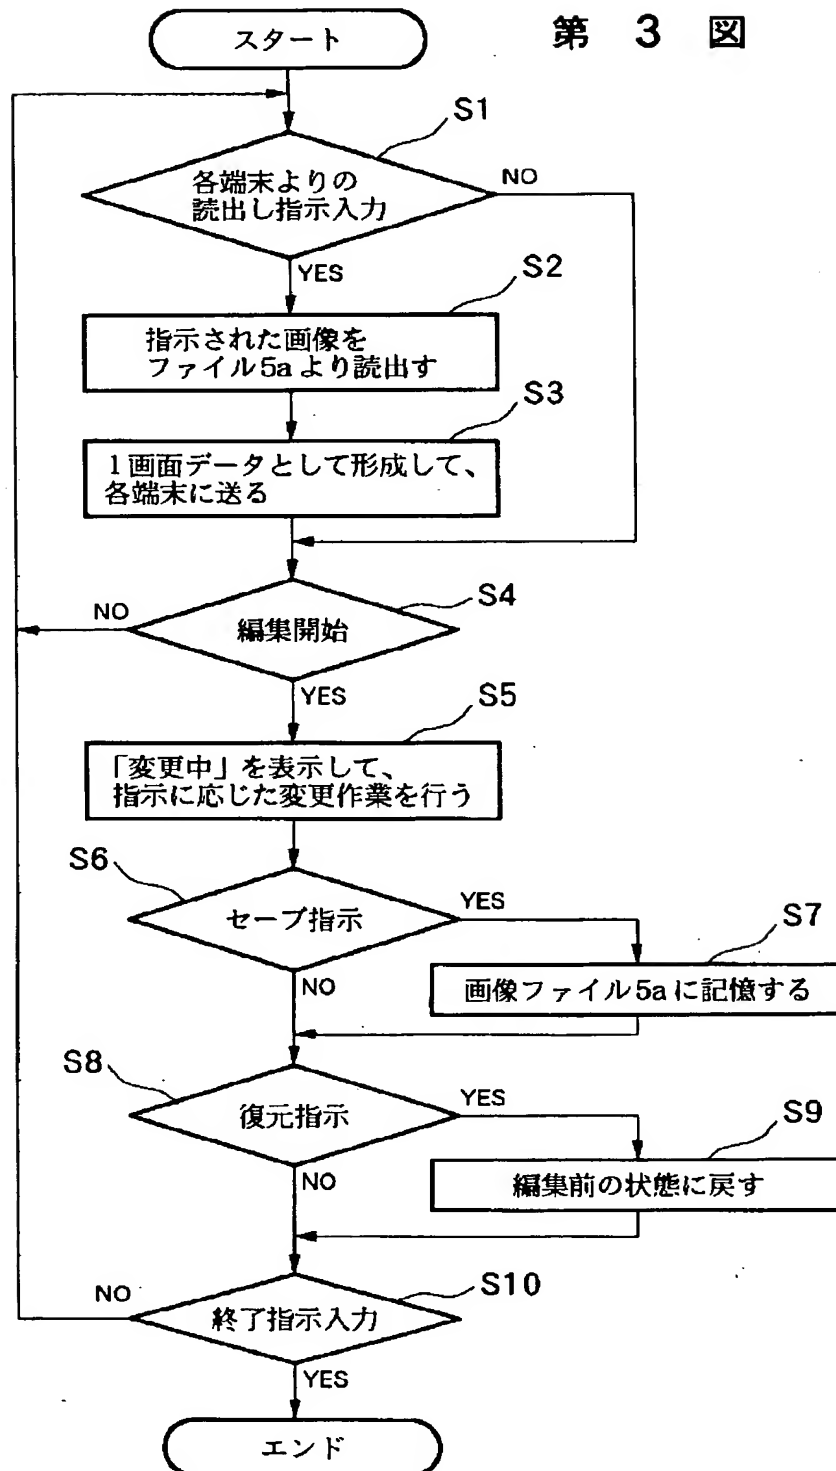 第 3 図
スタート
S1
各端末よりの
読出し指示入力
NO
YES
S2
指示された画像を
ファイル5aより読出す
S3
1画面データとして形成して、
各端末に送る
S4
編集開始
NO
YES
S5
「変更中」を表示して、
指示に応じた変更作業を行う
S6
セーブ指示
YES
NO
S7
画像ファイル5aに記憶する
S8
復元指示
YES
NO
S9
編集前の状態に戻す
S10
終了指示入力
NO
YES
エンド